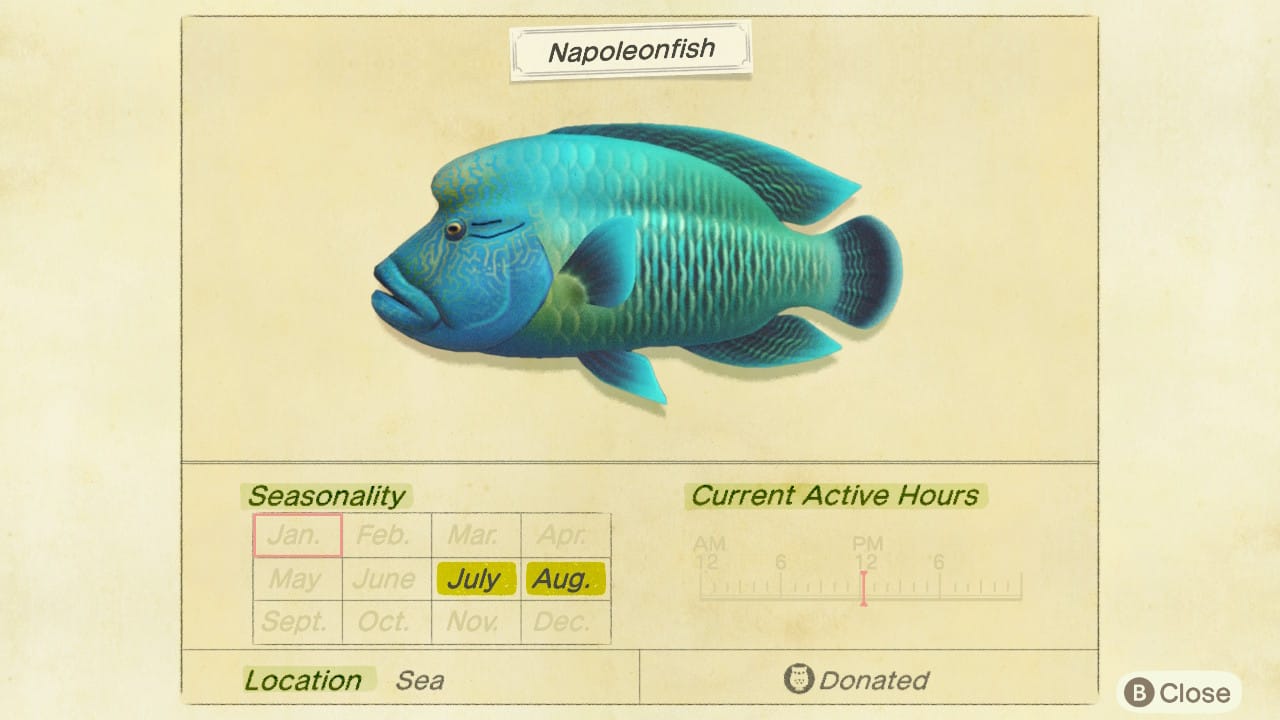 Napoleonfish
Seasonality
Current Active Hours
Jan. Feb. Mar. Apr.
May June July Aug.
Sept. Oct. Nov. Dec.
AM PM
12 6 12 6
Location Sea
Donated
B Close